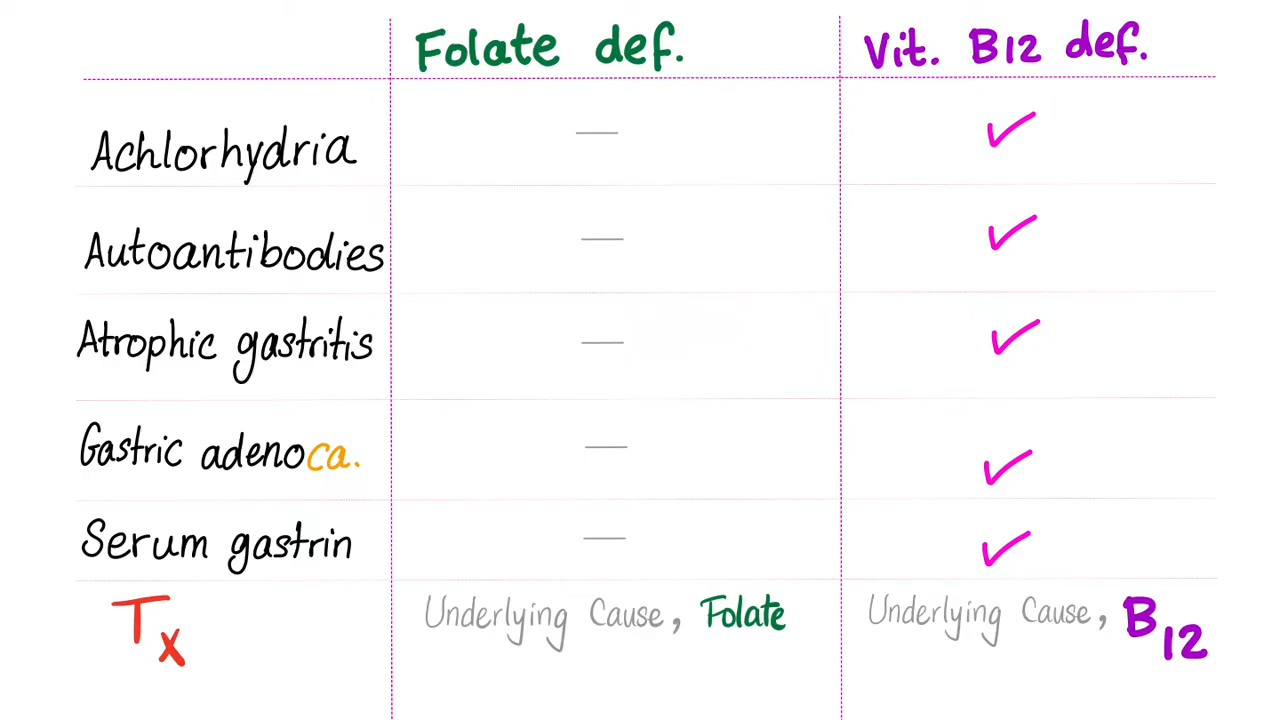 Folate def. Vit. B12 def.
Achlorhydria — ✓
Autoantibodies — ✓
Atrophic gastritis — ✓
Gastric adenoca. — ✓
Serum gastrin — ✓
Tx Underlying Cause, Folate Underlying Cause, B12